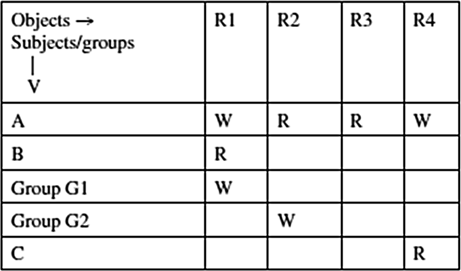 Objects → R1 R2 R3 R4
Subjects/groups
|
V
A W R R W
B R
Group G1 W
Group G2 W
C R